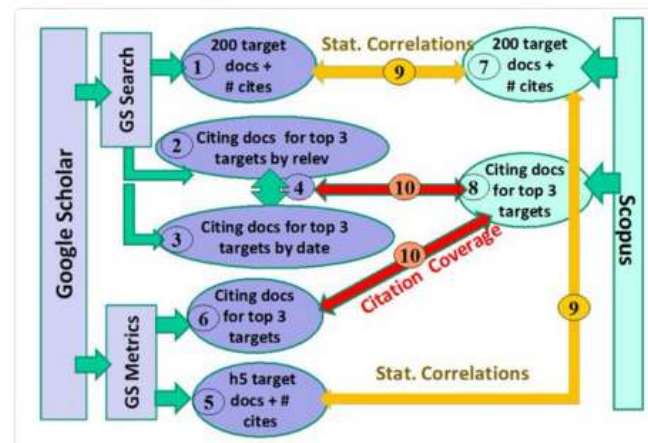 Google Scholar
GS Search
1
200 target
docs +
# cites
Stat. Correlations
9
7
200 target
docs +
# cites
2
Citing docs for top 3
targets by relev
4
10
8
Citing docs
for top 3
targets
3
Citing docs for top 3
targets by date
10
Citation Coverage
Scopus
GS Metrics
6
Citing docs
for top 3
targets
9
5
h5 target
docs + #
cites
Stat. Correlations